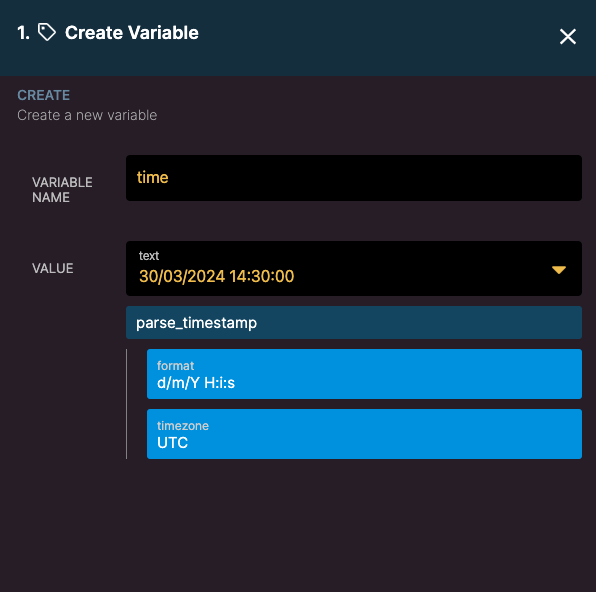 1. Create Variable
CREATE
Create a new variable
VARIABLE
NAME
time
VALUE
text
30/03/2024 14:30:00
parse_timestamp
format
d/m/Y H:i:s
timezone
UTC